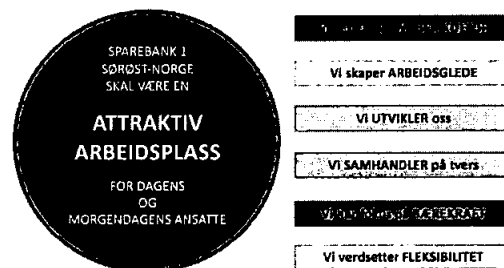 SPAREBANK 1
SØRØST-NORGE
SKAL VÆRE EN
ATTRAKTIV
ARBEIDSPLASS
FOR DAGENS
OG
MORGENDAGENS ANSATTE
Vi skaper ARBEIDSGLEDE
Vi UTVIKLER oss
Vi SAMHANDLER på tvers
BÆREKRAFT
Vi verdsetter FLEKSIBILITET